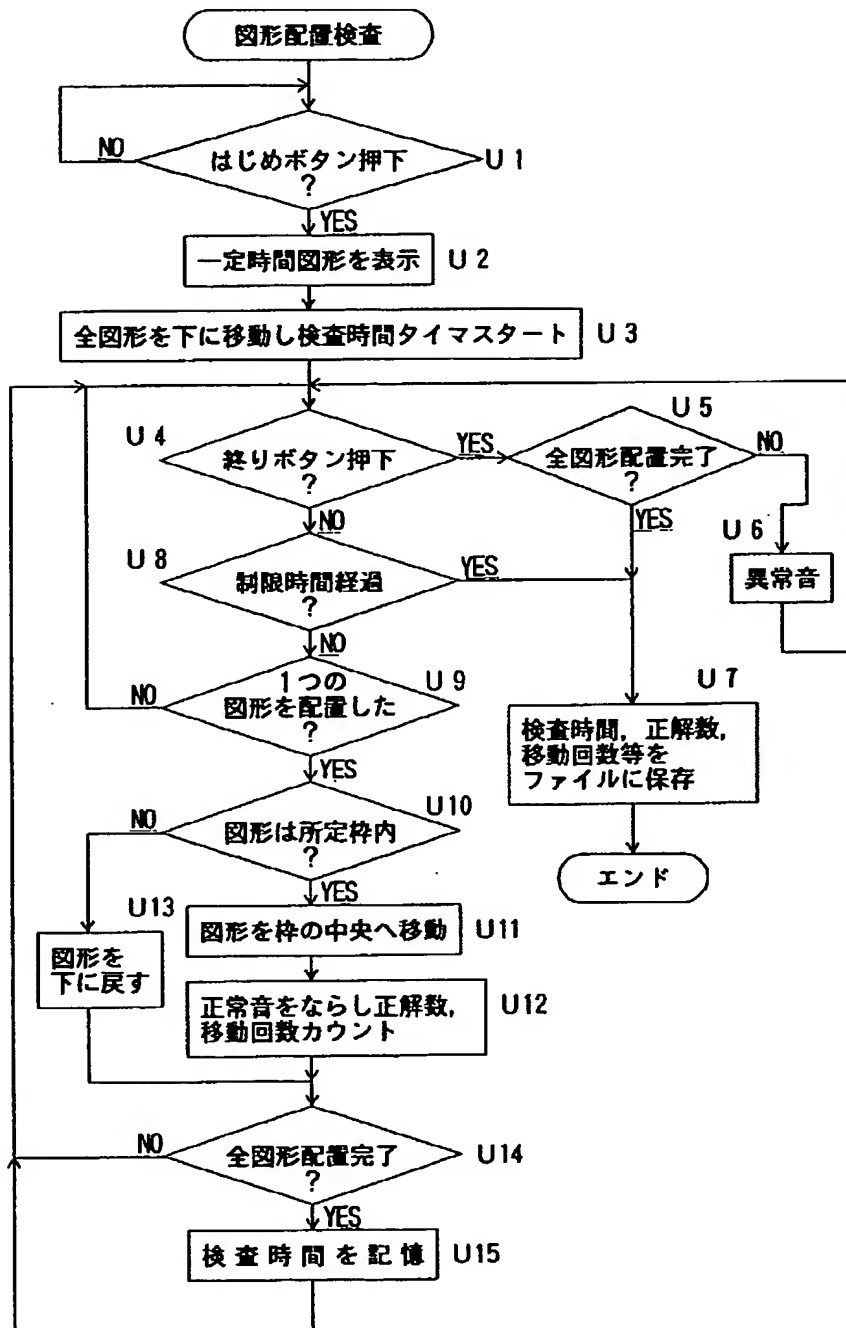 図形配置検査
NO
はじめボタン押下
?
U 1
YES
一定時間図形を表示
U 2
全図形を下に移動し検査時間タイマスタート
U 3
U 4
終りボタン押下
?
YES
U 5
全図形配置完了
?
NO
NO
YES
U 6
異常音
U 8
制限時間経過
?
YES
NO
NO
1つの
図形を配置した
?
U 9
YES
U 7
検査時間,正解数,
移動回数等を
ファイルに保存
エンド
NO
図形は所定枠内
?
U10
YES
U13
図形を
下に戻す
図形を枠の中央へ移動
U11
正常音をならし正解数,
移動回数カウント
U12
NO
全図形配置完了
?
U14
YES
検査時間を記憶
U15